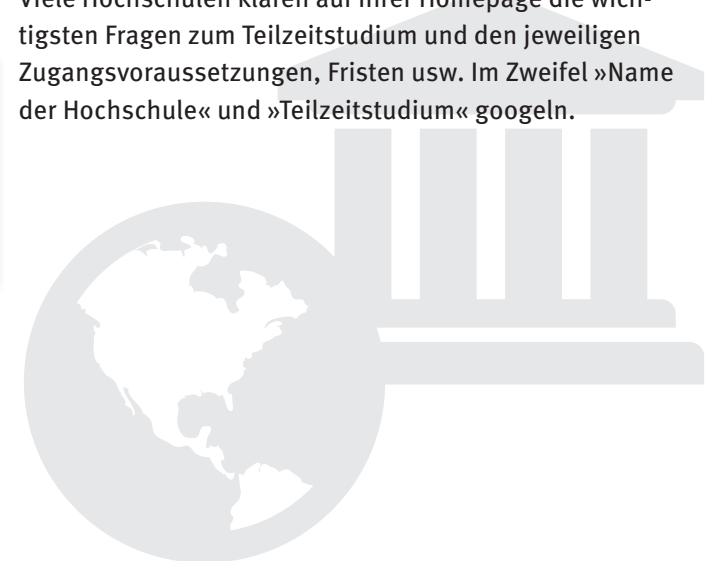 Viele Hochschulen klären auf ihrer Homepage die wich-
tigsten Fragen zum Teilzeitstudium und den jeweiligen
Zugangsvoraussetzungen, Fristen usw. Im Zweifel »Name
der Hochschule« und »Teilzeitstudium« googeln.